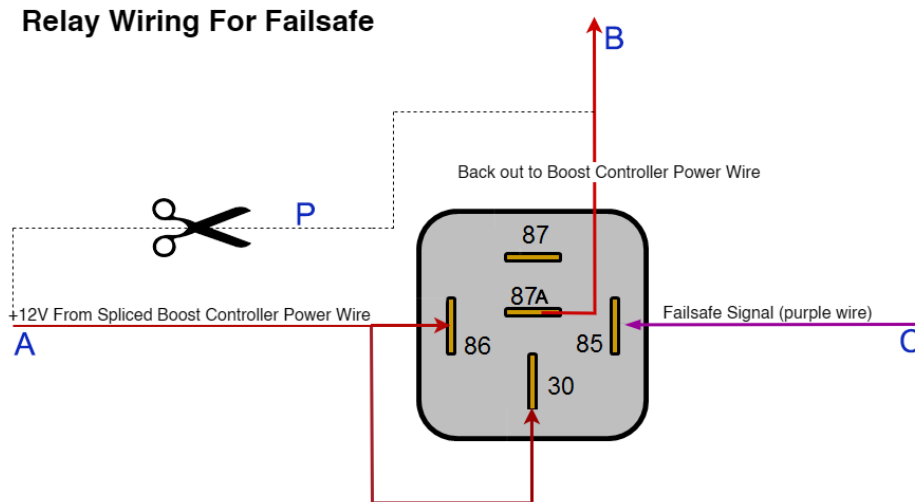 Relay Wiring For Failsafe
B
Back out to Boost Controller Power Wire
P
87
87A
+12V From Spliced Boost Controller Power Wire
Failsafe Signal (purple wire)
A
86
85
C
30